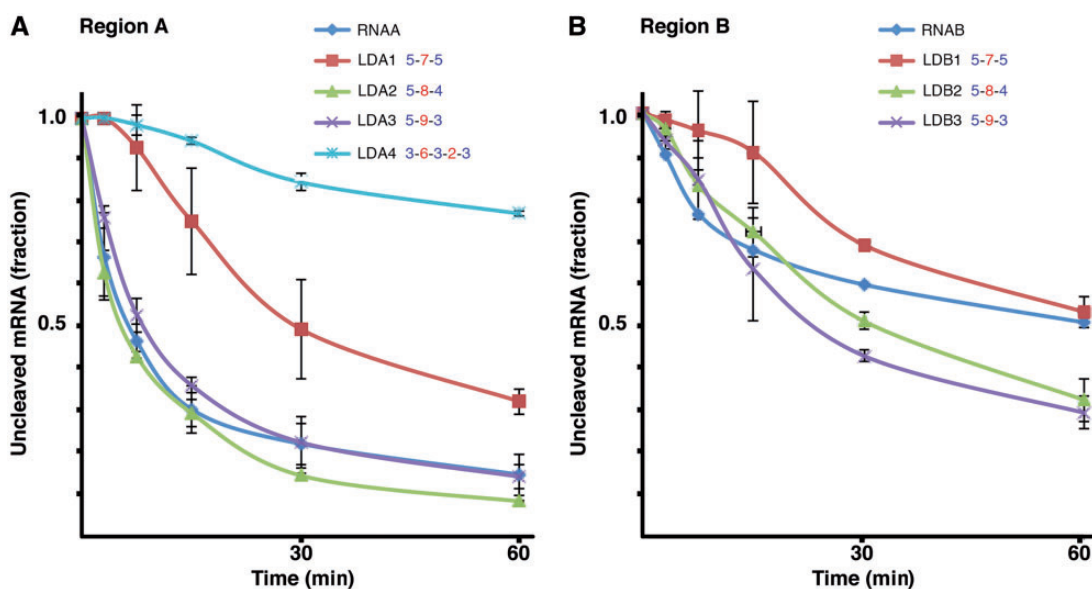 A Region A
RNAA
LDA1 5-7-5
LDA2 5-8-4
LDA3 5-9-3
LDA4 3-6-3-2-3
Uncleaved mRNA (fraction)
1.0
0.5
30 60
Time (min)
B Region B
RNAB
LDB1 5-7-5
LDB2 5-8-4
LDB3 5-9-3
Uncleaved mRNA (fraction)
1.0
0.5
30 60
Time (min)